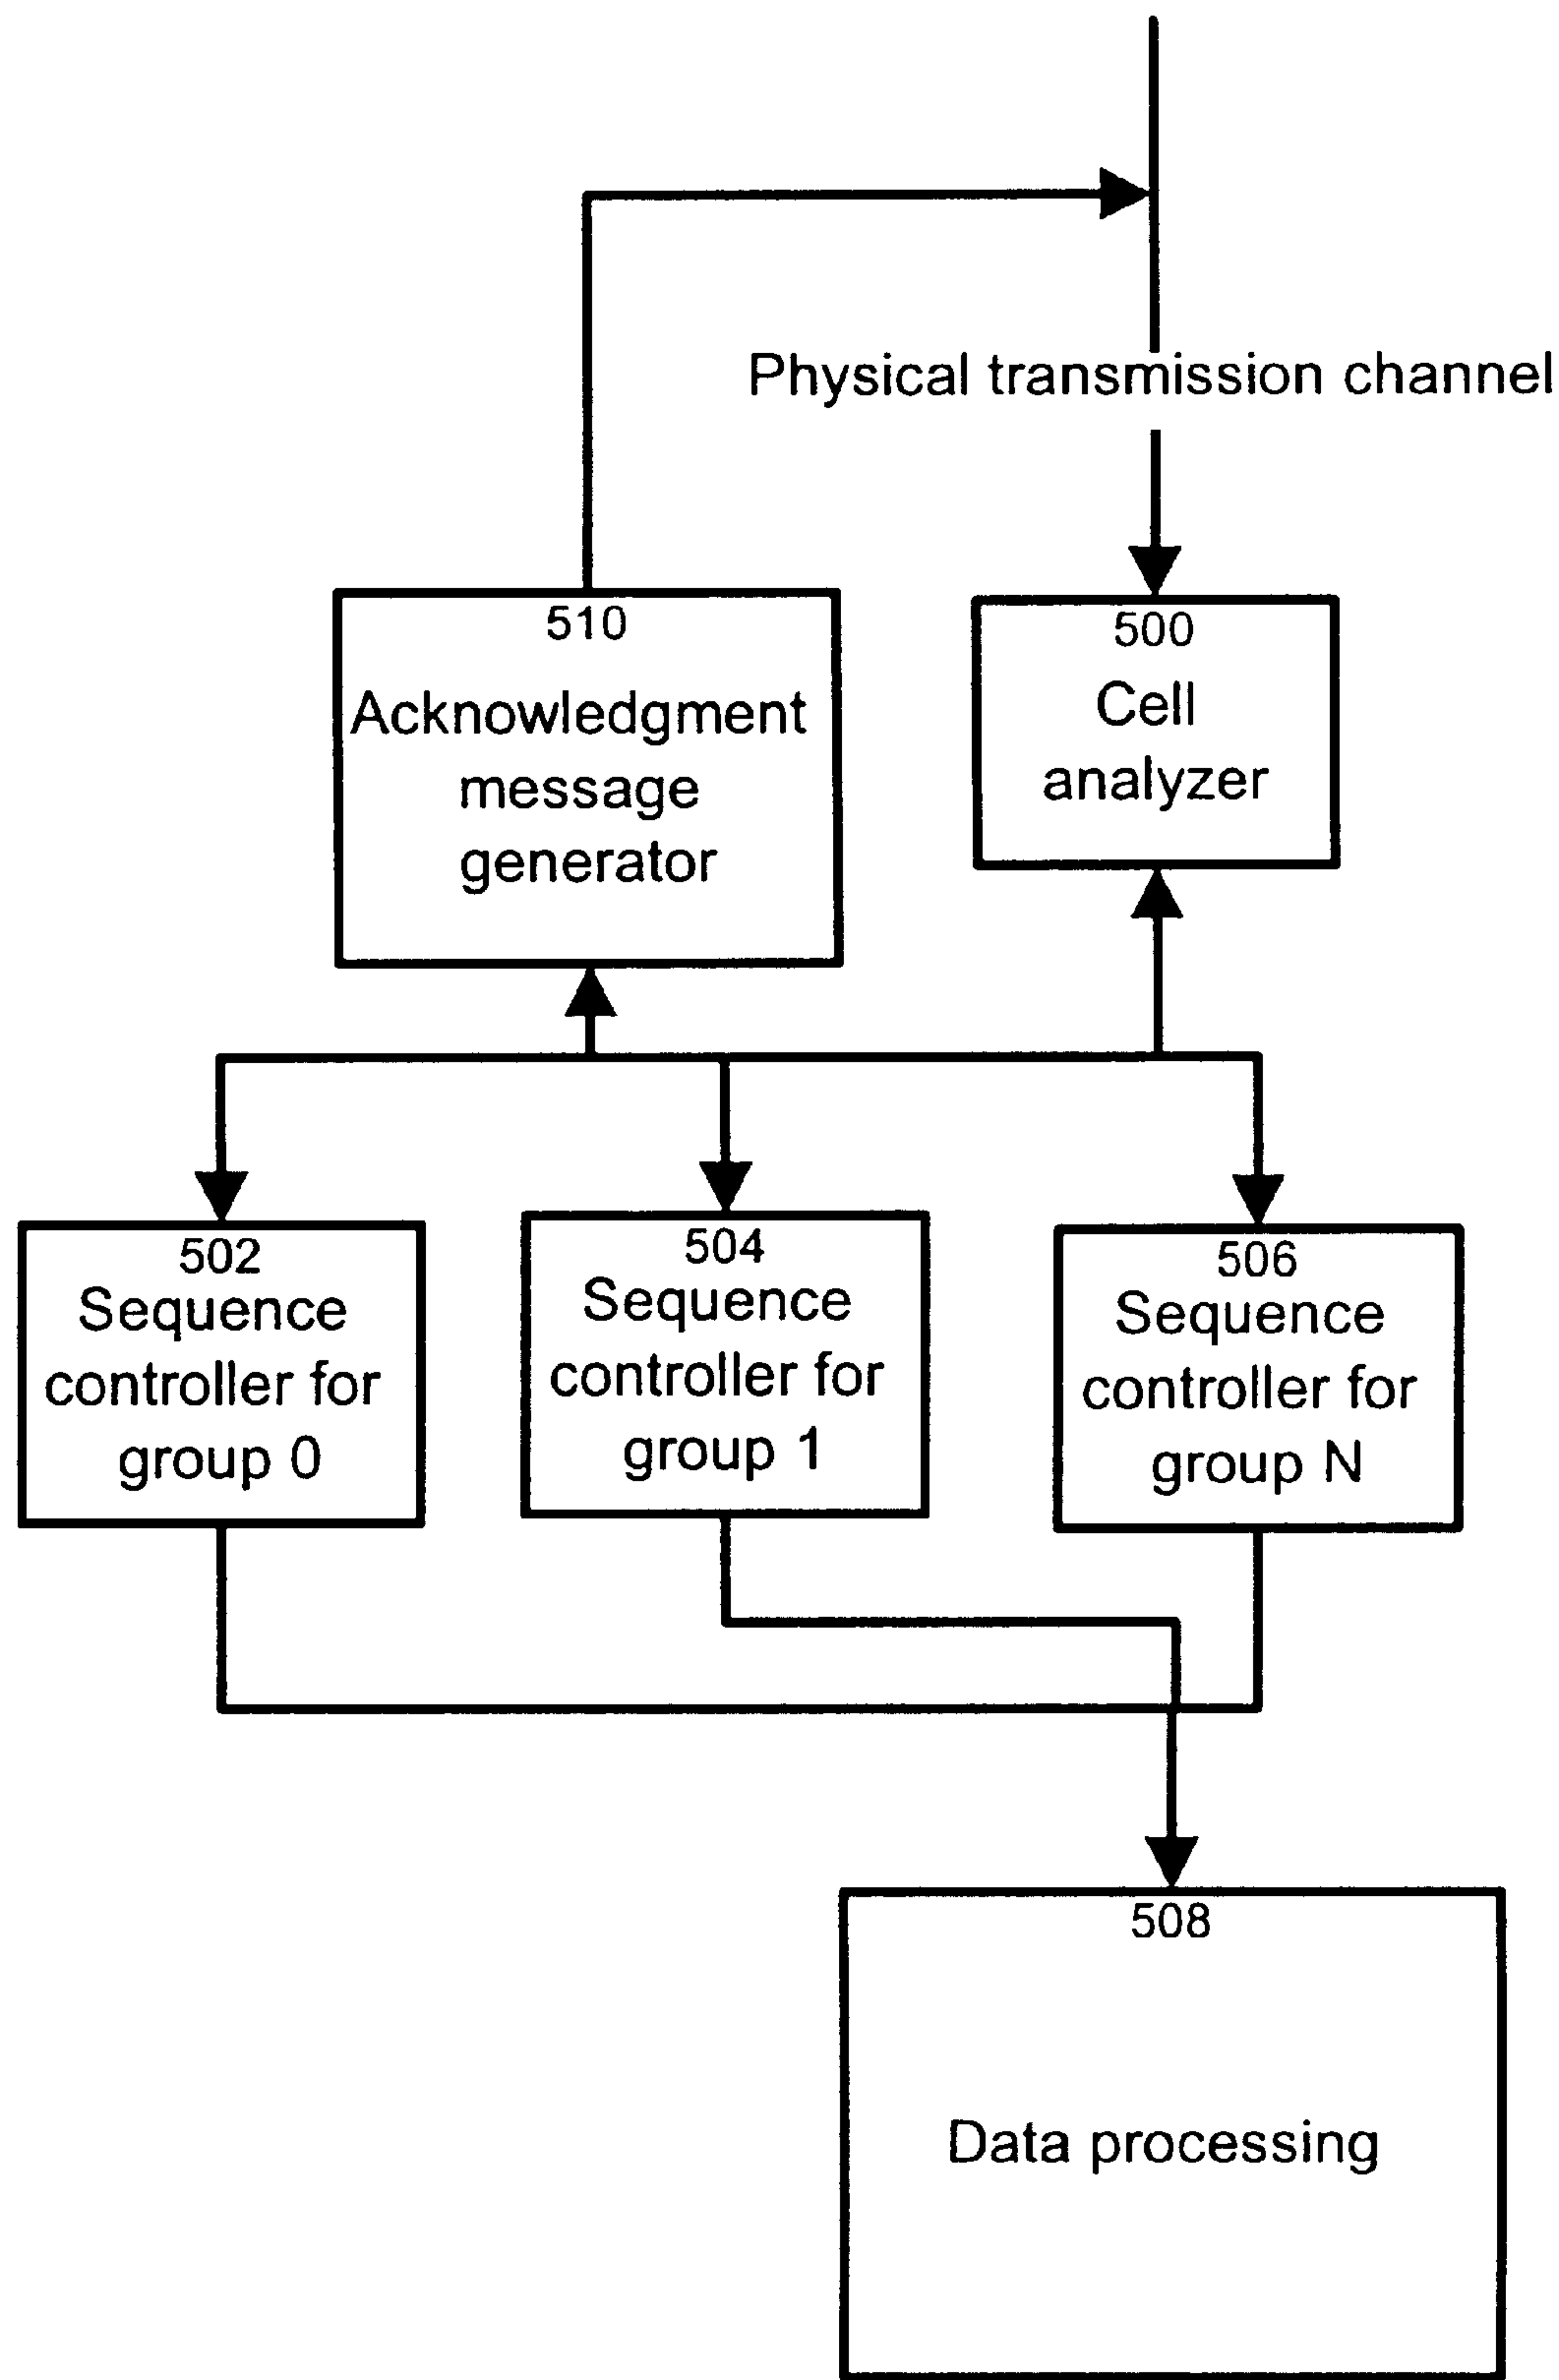 Physical transmission channel
510
Acknowledgment
message
generator
500
Cell
analyzer
502
Sequence
controller for
group 0
504
Sequence
controller for
group 1
506
Sequence
controller for
group N
508
Data processing